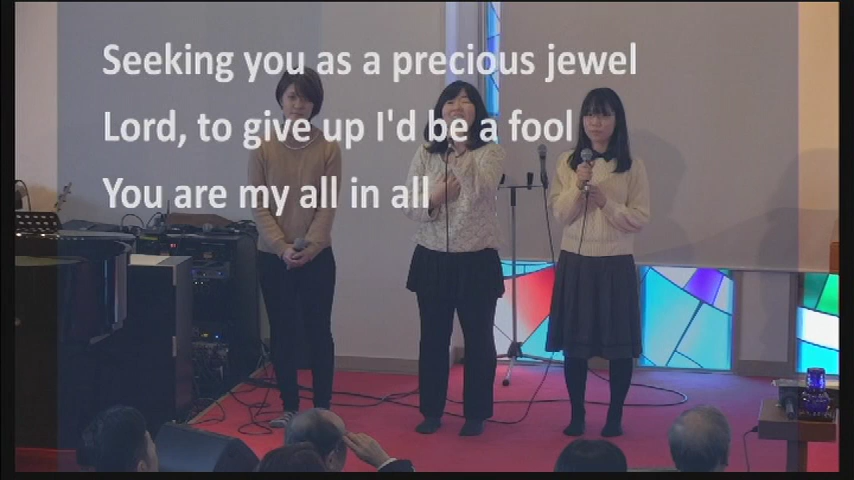 Seeking you as a precious jewel
Lord, to give up I'd be a fool
You are my all in all